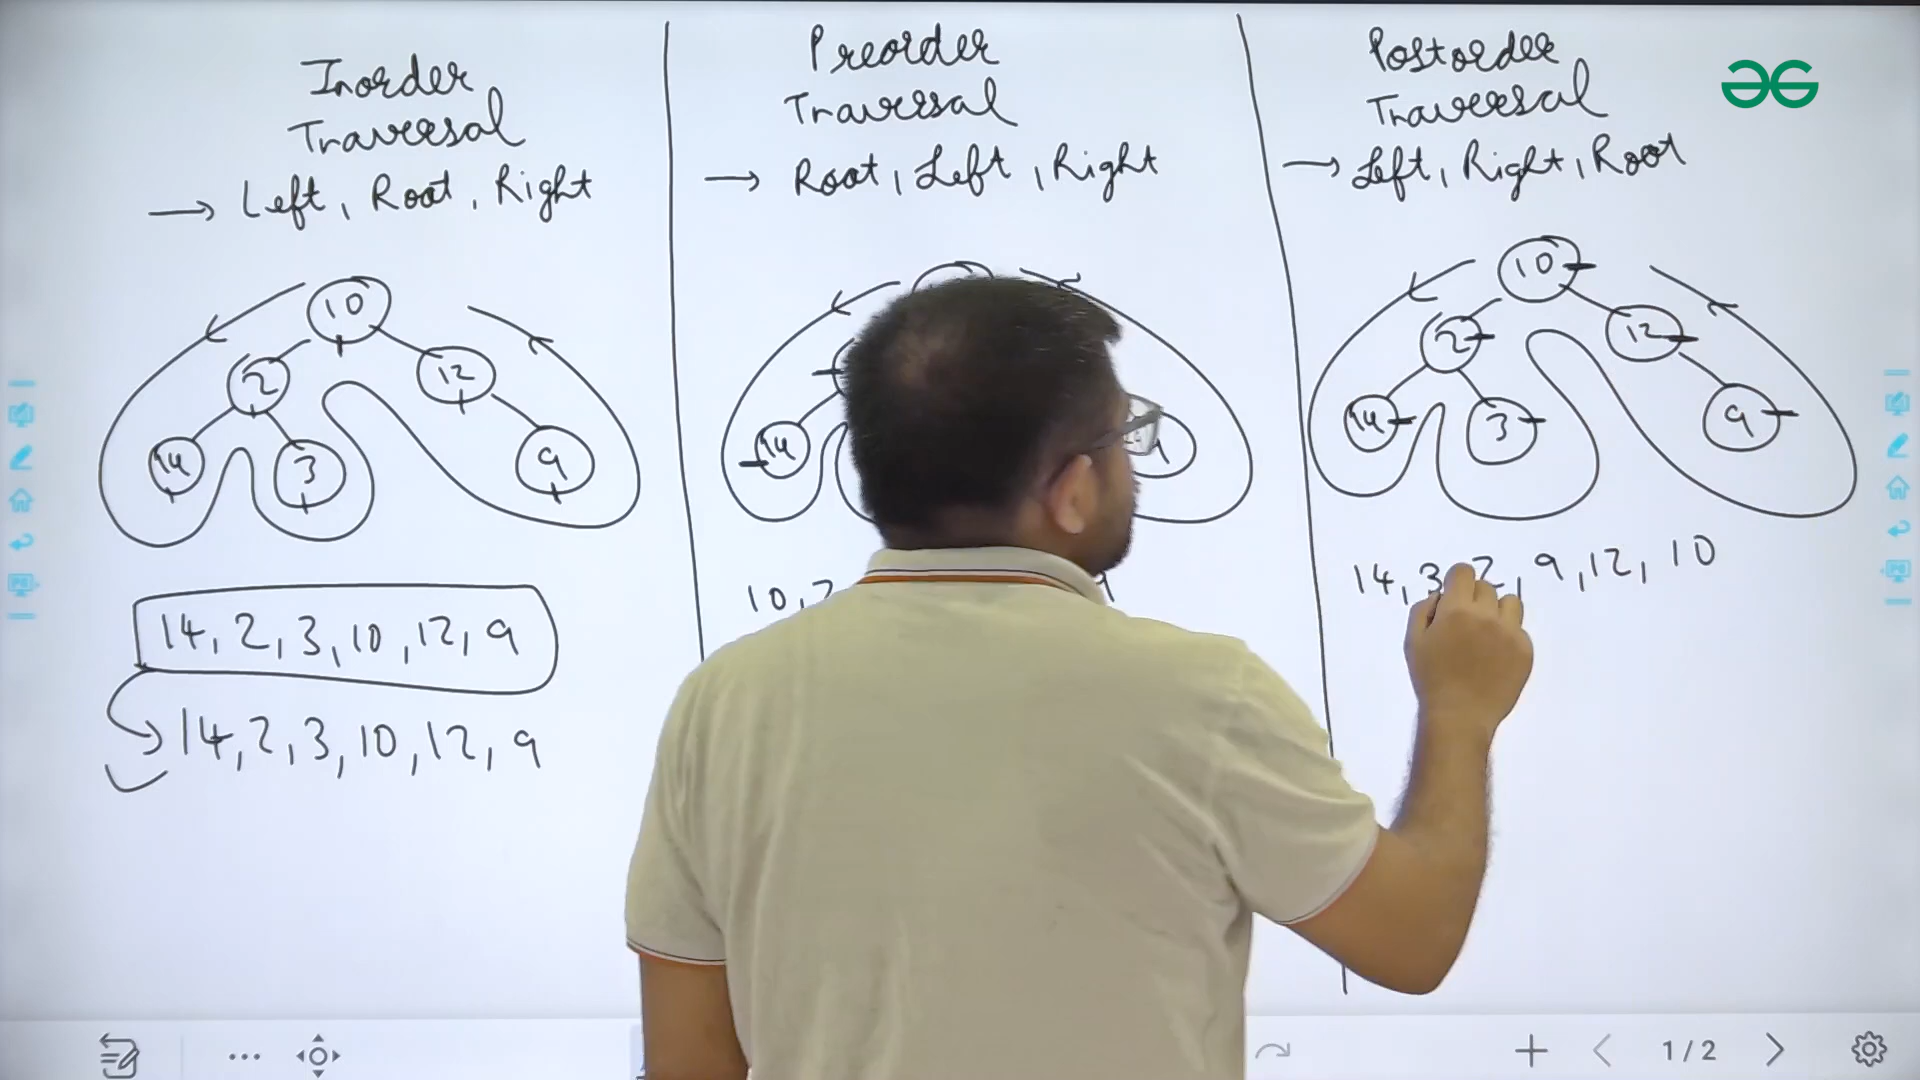 Inorder
Traversal
→ Left, Root, Right
10
2
12
14
3
9
14, 2, 3, 10, 12, 9
14, 2, 3, 10, 12, 9
Preorder
Traversal
→ Root, Left, Right
14
10, 2
Postorder
Traversal
→ Left, Right, Root
10
2
12
14
3
9
14, 3, 2, 9, 12, 10
1/2